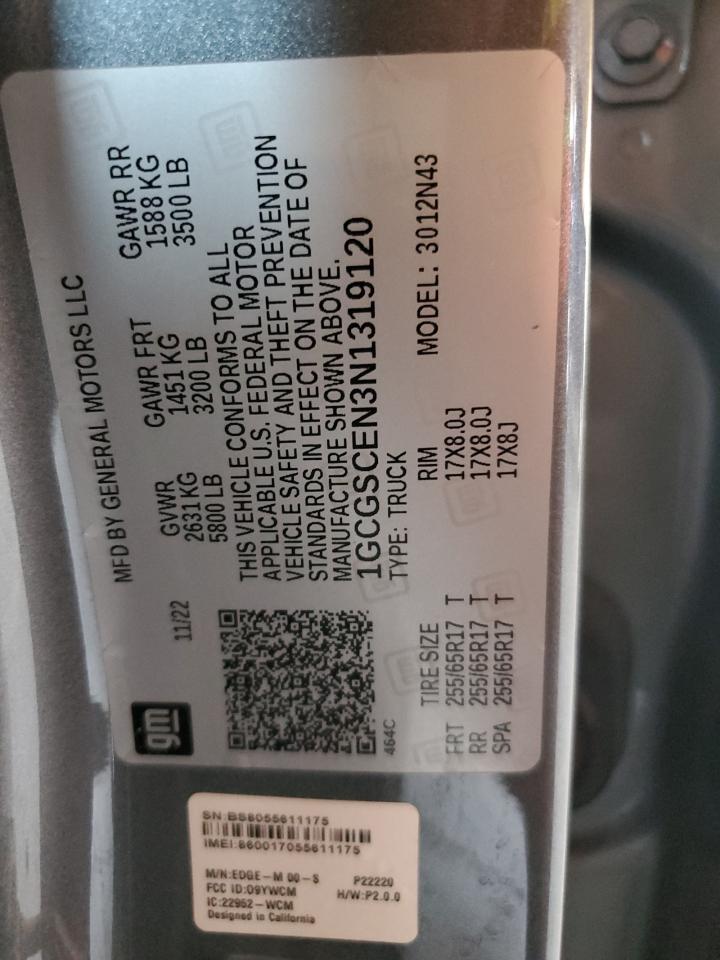 gm
MFD BY GENERAL MOTORS LLC
11/22
GVWR GAWR FRT GAWR RR
2631 KG 1451 KG 1588 KG
5800 LB 3200 LB 3500 LB
THIS VEHICLE CONFORMS TO ALL
APPLICABLE U.S. FEDERAL MOTOR
VEHICLE SAFETY AND THEFT PREVENTION
STANDARDS IN EFFECT ON THE DATE OF
MANUFACTURE SHOWN ABOVE.
1GCGSCEN3N1319120
464C
TYPE: TRUCK MODEL: 3012N43
TIRE SIZE RIM
FRT 255/65R17 T 17X8.0J
RR 255/65R17 T 17X8.0J
SPA 255/65R17 T 17X8J
SN:BS6055611175
IMEI:860017055611175
M/N:EDGE-M 00-S P22220
FCC ID:O9YWCM H/W:P2.0.0
IC:22952-WCM
Designed in California